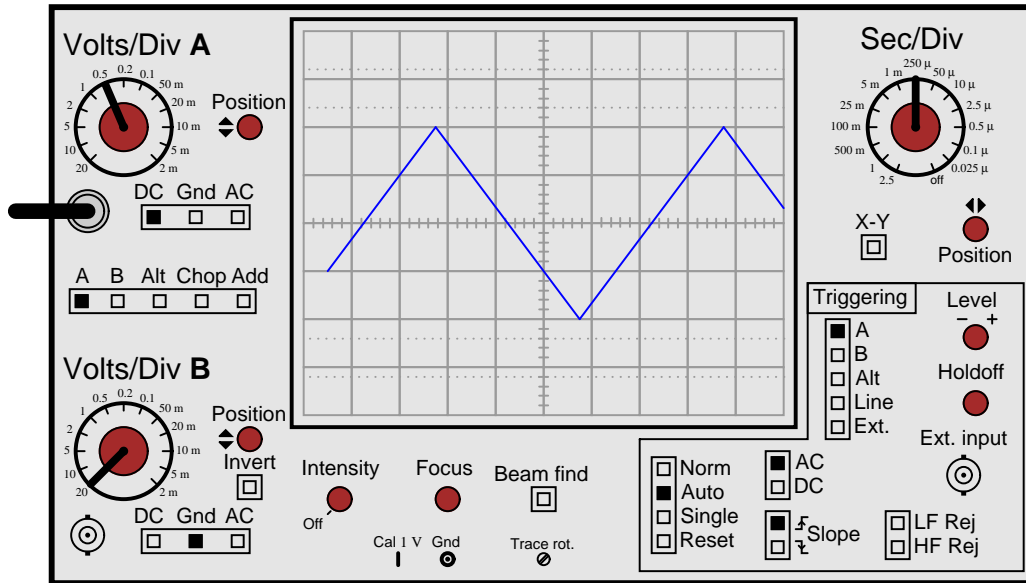 Volts/Div A
20
10
5
2
1
0.5
0.2
0.1
50 m
20 m
10 m
5 m
2 m
Position
DC Gnd AC
A B Alt Chop Add
Volts/Div B
20
10
5
2
1
0.5
0.2
0.1
50 m
20 m
10 m
5 m
2 m
Position
Invert
DC Gnd AC
Intensity
Off
Focus
Beam find
Cal 1 V Gnd
Trace rot.
Sec/Div
2.5
1
500 m
100 m
25 m
5 m
1 m
250 μ
50 μ
10 μ
2.5 μ
0.5 μ
0.1 μ
0.025 μ
off
X-Y
Position
Triggering
A
B
Alt
Line
Ext.
Level
− +
Holdoff
Ext. input
Norm
Auto
Single
Reset
AC
DC
Slope
LF Rej
HF Rej